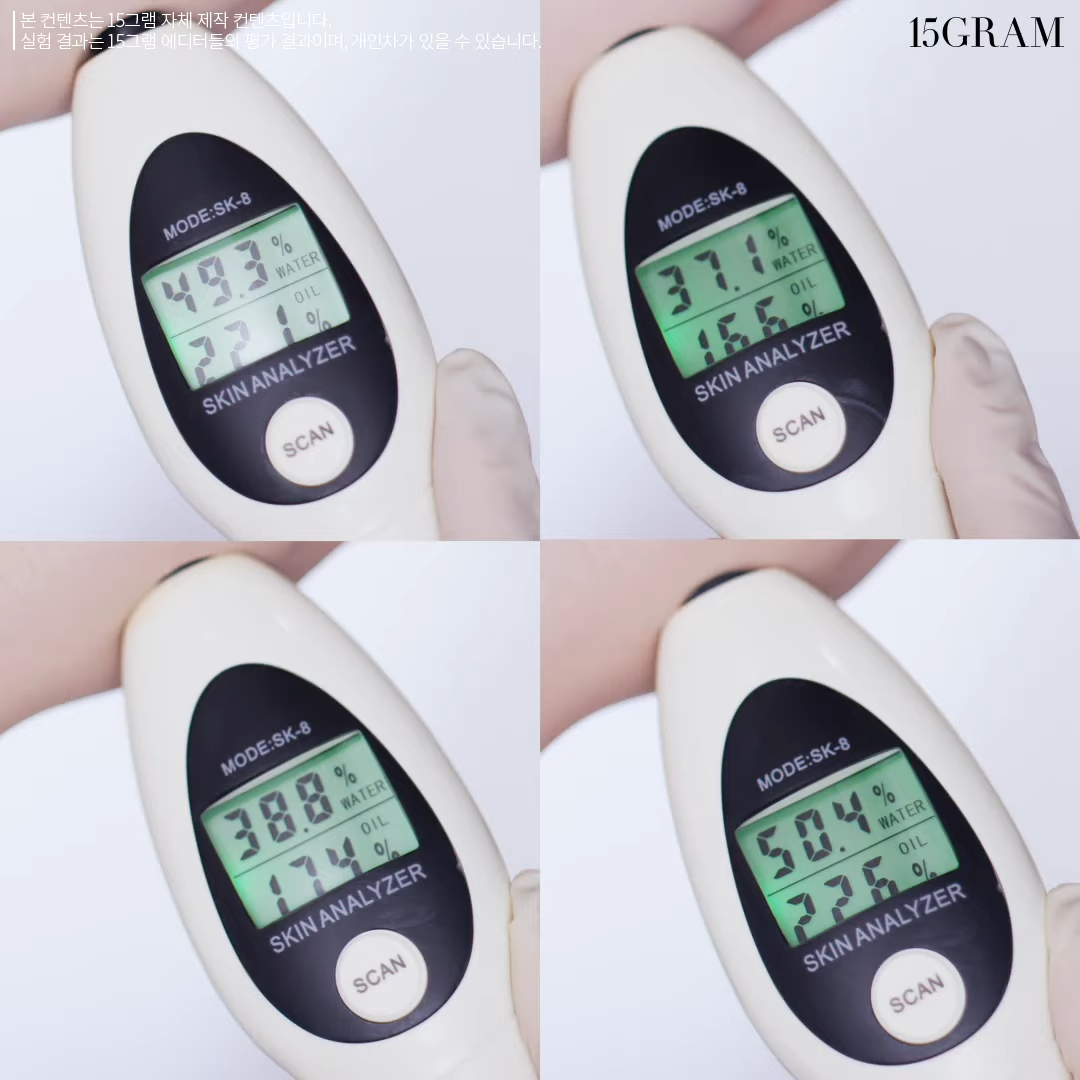 본 컨텐츠는 15그램 자체 제작 컨텐츠입니다.
실험 결과는 15그램 에디터들의 평가 결과이며, 개인차가 있을 수 있습니다.
15GRAM
MODE:SK-8
49.3 % WATER
OIL
22.1 %
SKIN ANALYZER
SCAN
MODE:SK-8
37.1 % WATER
OIL
16.6 %
SKIN ANALYZER
SCAN
MODE:SK-8
38.8 % WATER
OIL
17.4 %
SKIN ANALYZER
SCAN
MODE:SK-8
50.4 % WATER
OIL
22.6 %
SKIN ANALYZER
SCAN